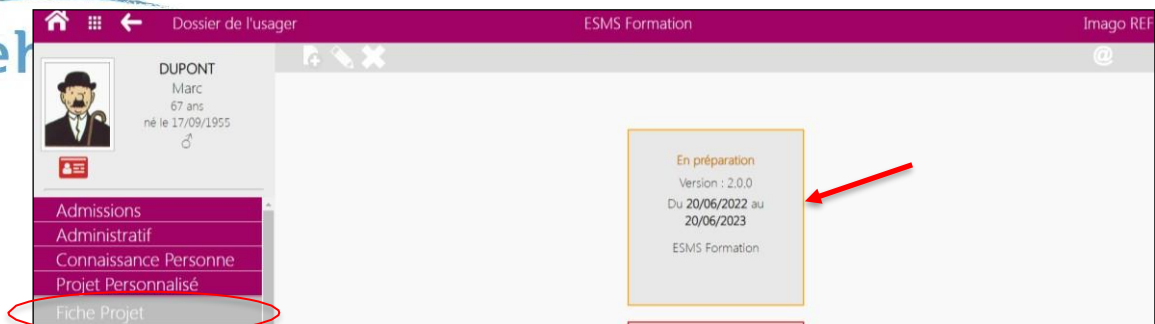 Dossier de l'usager
ESMS Formation
Imago REF
DUPONT
Marc
67 ans
né le 17/09/1955
En préparation
Version : 2.0.0
Du 20/06/2022 au
20/06/2023
ESMS Formation
Admissions
Administratif
Connaissance Personne
Projet Personnalisé
Fiche Projet